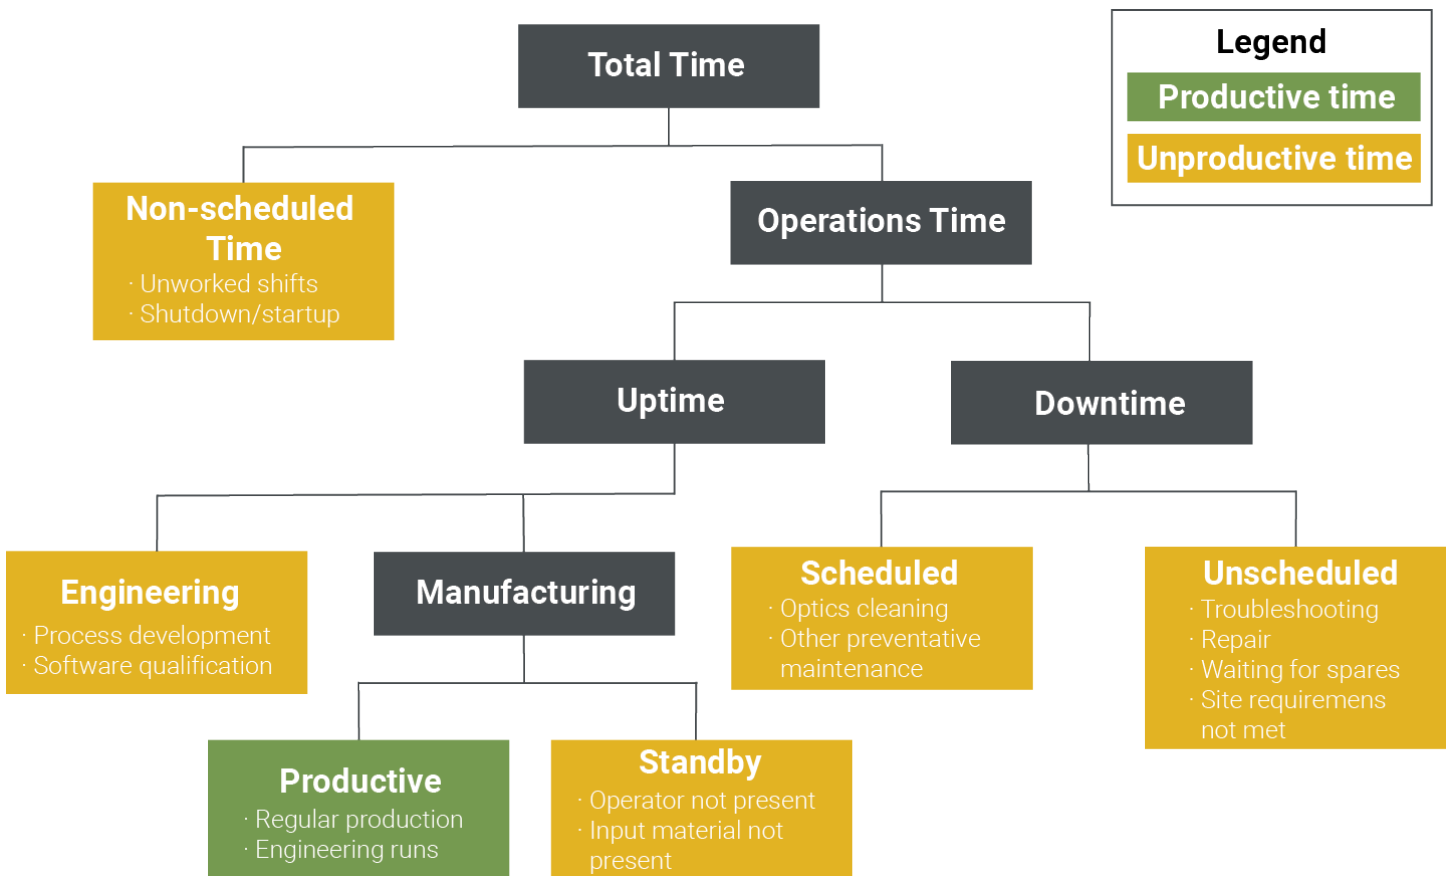 Total Time
Legend
Productive time
Unproductive time
Non-scheduled
Time
· Unworked shifts
· Shutdown/startup
Operations Time
Uptime
Downtime
Engineering
· Process development
· Software qualification
Manufacturing
Scheduled
· Optics cleaning
· Other preventative
maintenance
Unscheduled
· Troubleshooting
· Repair
· Waiting for spares
· Site requiremens
not met
Productive
· Regular production
· Engineering runs
Standby
· Operator not present
· Input material not
present